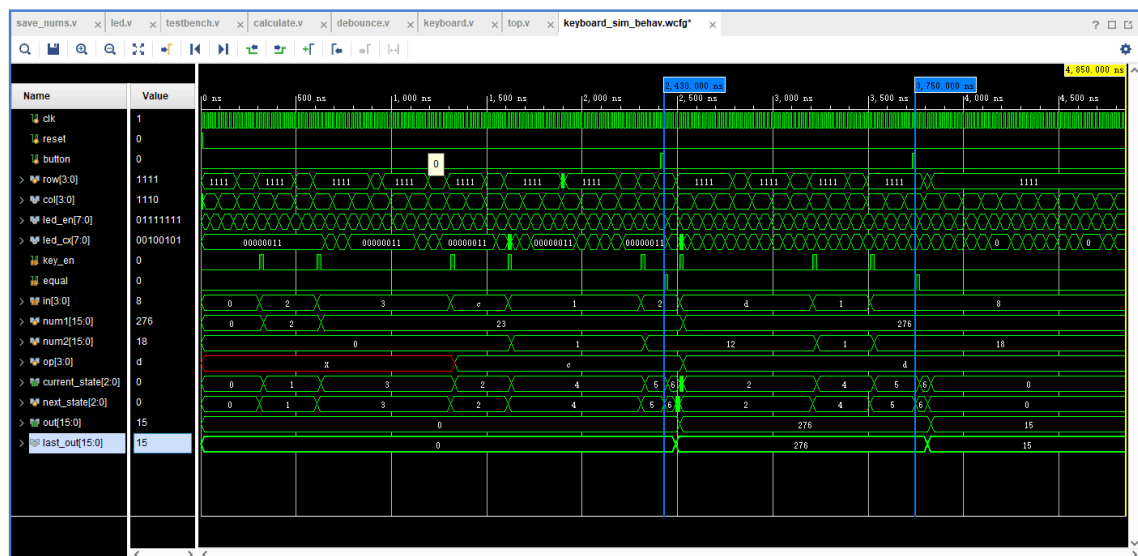 save_nums.v × led.v × testbench.v × calculate.v × debounce.v × keyboard.v × top.v × keyboard_sim_behav.wcfg* × ?
4,850.000 ns
2,430.000 ns 3,750.000 ns
Name Value 0 ns 500 ns 1,000 ns 1,500 ns 2,000 ns 2,500 ns 3,000 ns 3,500 ns 4,000 ns 4,500 ns
clk 1
reset 0
button 0 0
row[3:0] 1111 1111 1111 1111 1111 1111 1111 1111 1111 1111 1111 1111 1111
col[3:0] 1110
led_en[7:0] 01111111
led_cx[7:0] 00100101 00000011 00000011 00000011 00000011 00000011 0 0
key_en 0
equal 0
in[3:0] 8 0 2 3 c 1 2 d 1 8
num1[15:0] 276 0 2 23 276
num2[15:0] 18 0 1 12 1 18
op[3:0] d X c d
current_state[2:0] 0 0 1 3 2 4 5 6 2 4 5 6 0
next_state[2:0] 0 0 1 3 2 4 5 6 2 4 5 6 0
out[15:0] 15 0 276 15
last_out[15:0] 15 0 276 15